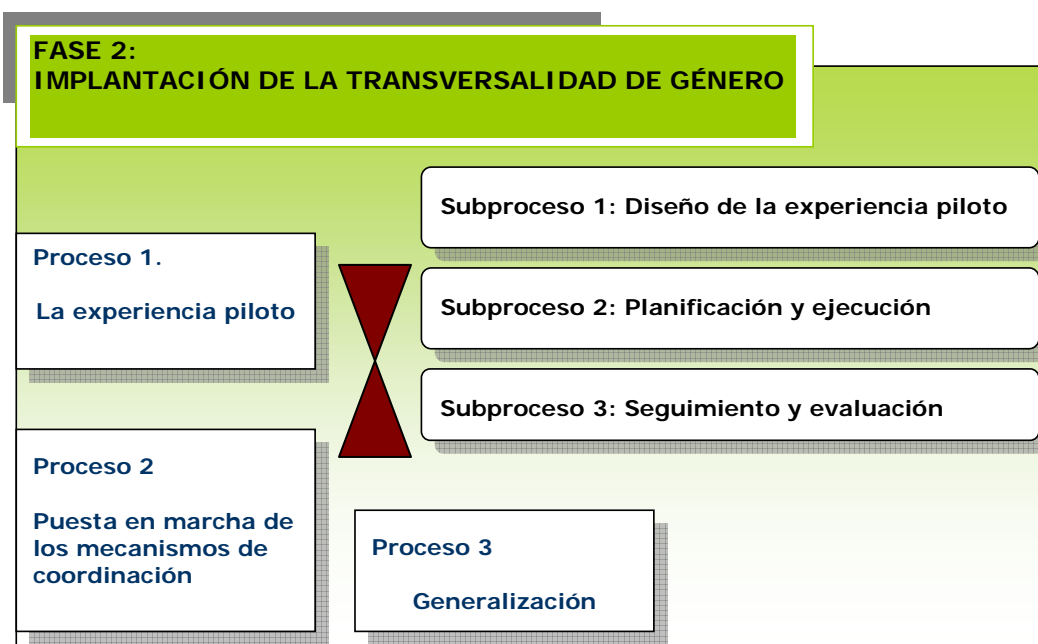 FASE 2:
IMPLANTACIÓN DE LA TRANSVERSALIDAD DE GÉNERO
Proceso 1.
La experiencia piloto
Subproceso 1: Diseño de la experiencia piloto
Subproceso 2: Planificación y ejecución
Subproceso 3: Seguimiento y evaluación
Proceso 2
Puesta en marcha de
los mecanismos de
coordinación
Proceso 3
Generalización